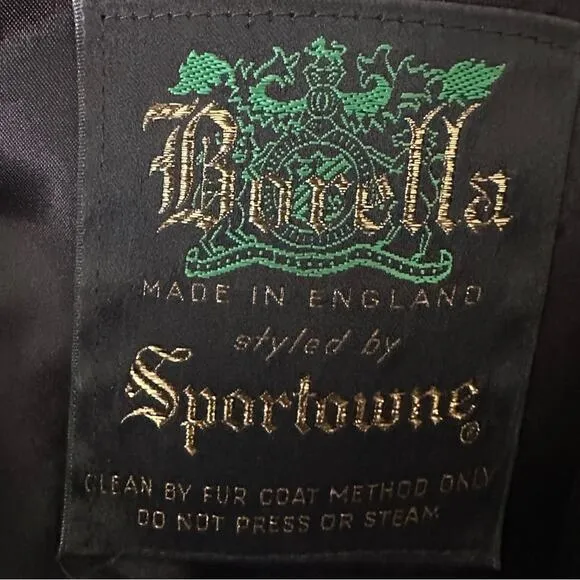 Borella
MADE IN ENGLAND
styled by
Sportowne®
CLEAN BY FUR COAT METHOD ONLY
DO NOT PRESS OR STEAM